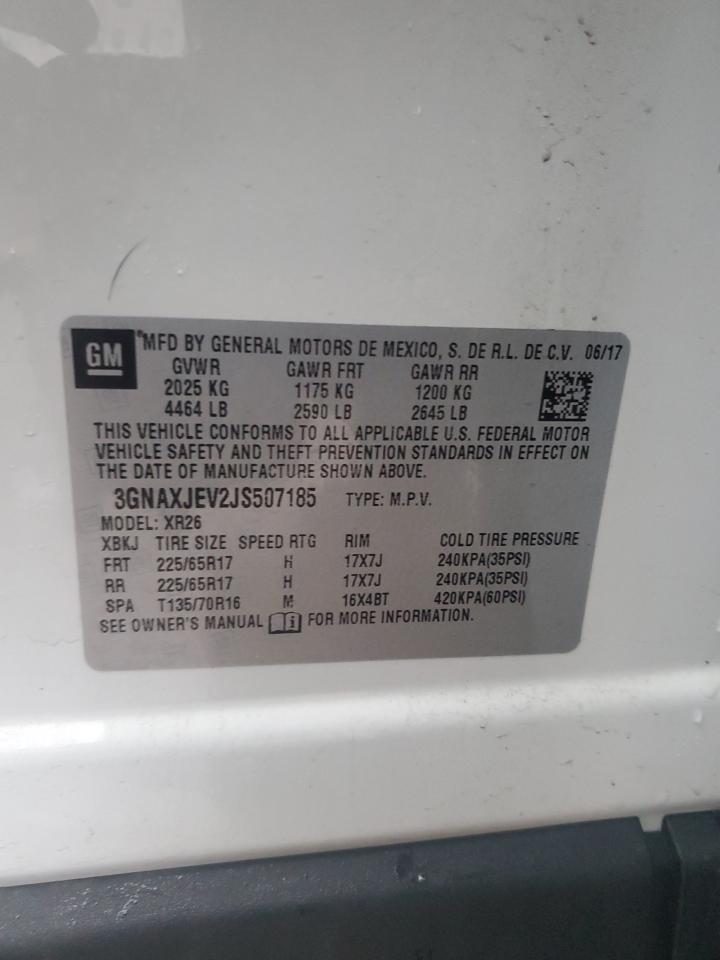 GM
®MFD BY GENERAL MOTORS DE MEXICO, S. DE R.L. DE C.V. 06/17
GVWR GAWR FRT GAWR RR
2025 KG 1175 KG 1200 KG
4464 LB 2590 LB 2645 LB
THIS VEHICLE CONFORMS TO ALL APPLICABLE U.S. FEDERAL MOTOR
VEHICLE SAFETY AND THEFT PREVENTION STANDARDS IN EFFECT ON
THE DATE OF MANUFACTURE SHOWN ABOVE.
3GNAXJEV2JS507185 TYPE: M.P.V.
MODEL: XR26
XBKJ TIRE SIZE SPEED RTG RIM COLD TIRE PRESSURE
FRT 225/65R17 H 17X7J 240KPA(35PSI)
RR 225/65R17 H 17X7J 240KPA(35PSI)
SPA T135/70R16 M 16X4BT 420KPA(60PSI)
SEE OWNER'S MANUAL i FOR MORE INFORMATION.